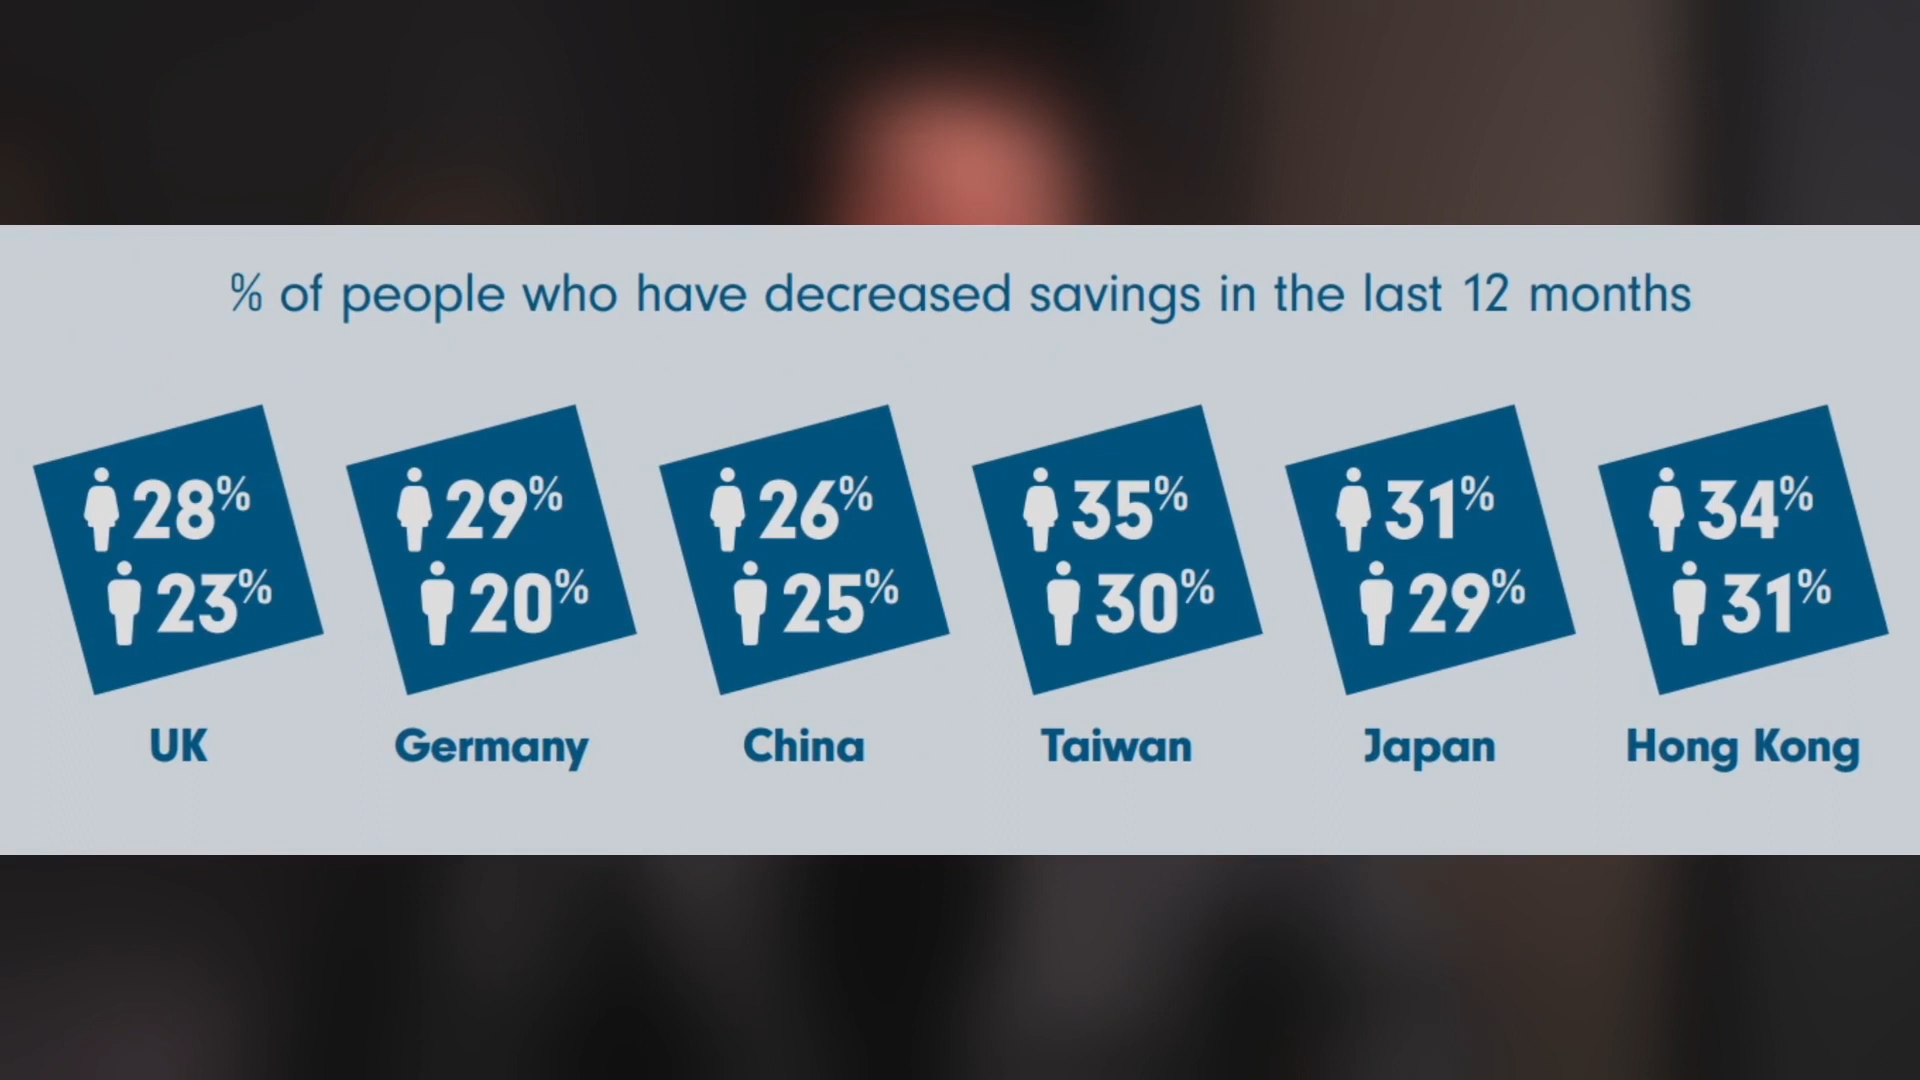 % of people who have decreased savings in the last 12 months
28%
23%
UK
29%
20%
Germany
26%
25%
China
35%
30%
Taiwan
31%
29%
Japan
34%
31%
Hong Kong